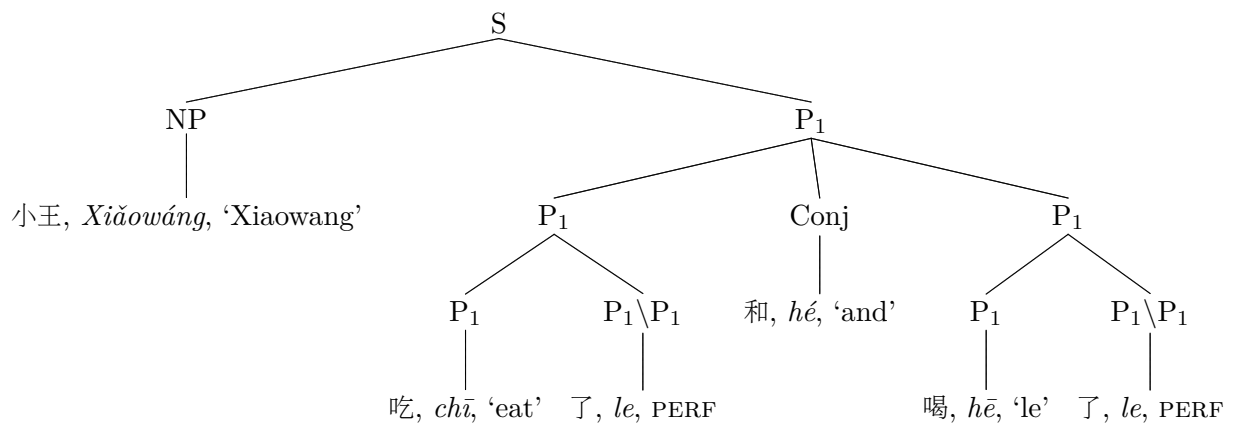 S
NP P₁
小王, Xiǎowáng, ‘Xiaowang’ P₁ Conj P₁
P₁ P₁\P₁ 和, hé, ‘and’ P₁ P₁\P₁
吃, chī, ‘eat’ 了, le, PERF 喝, hē, ‘le’ 了, le, PERF